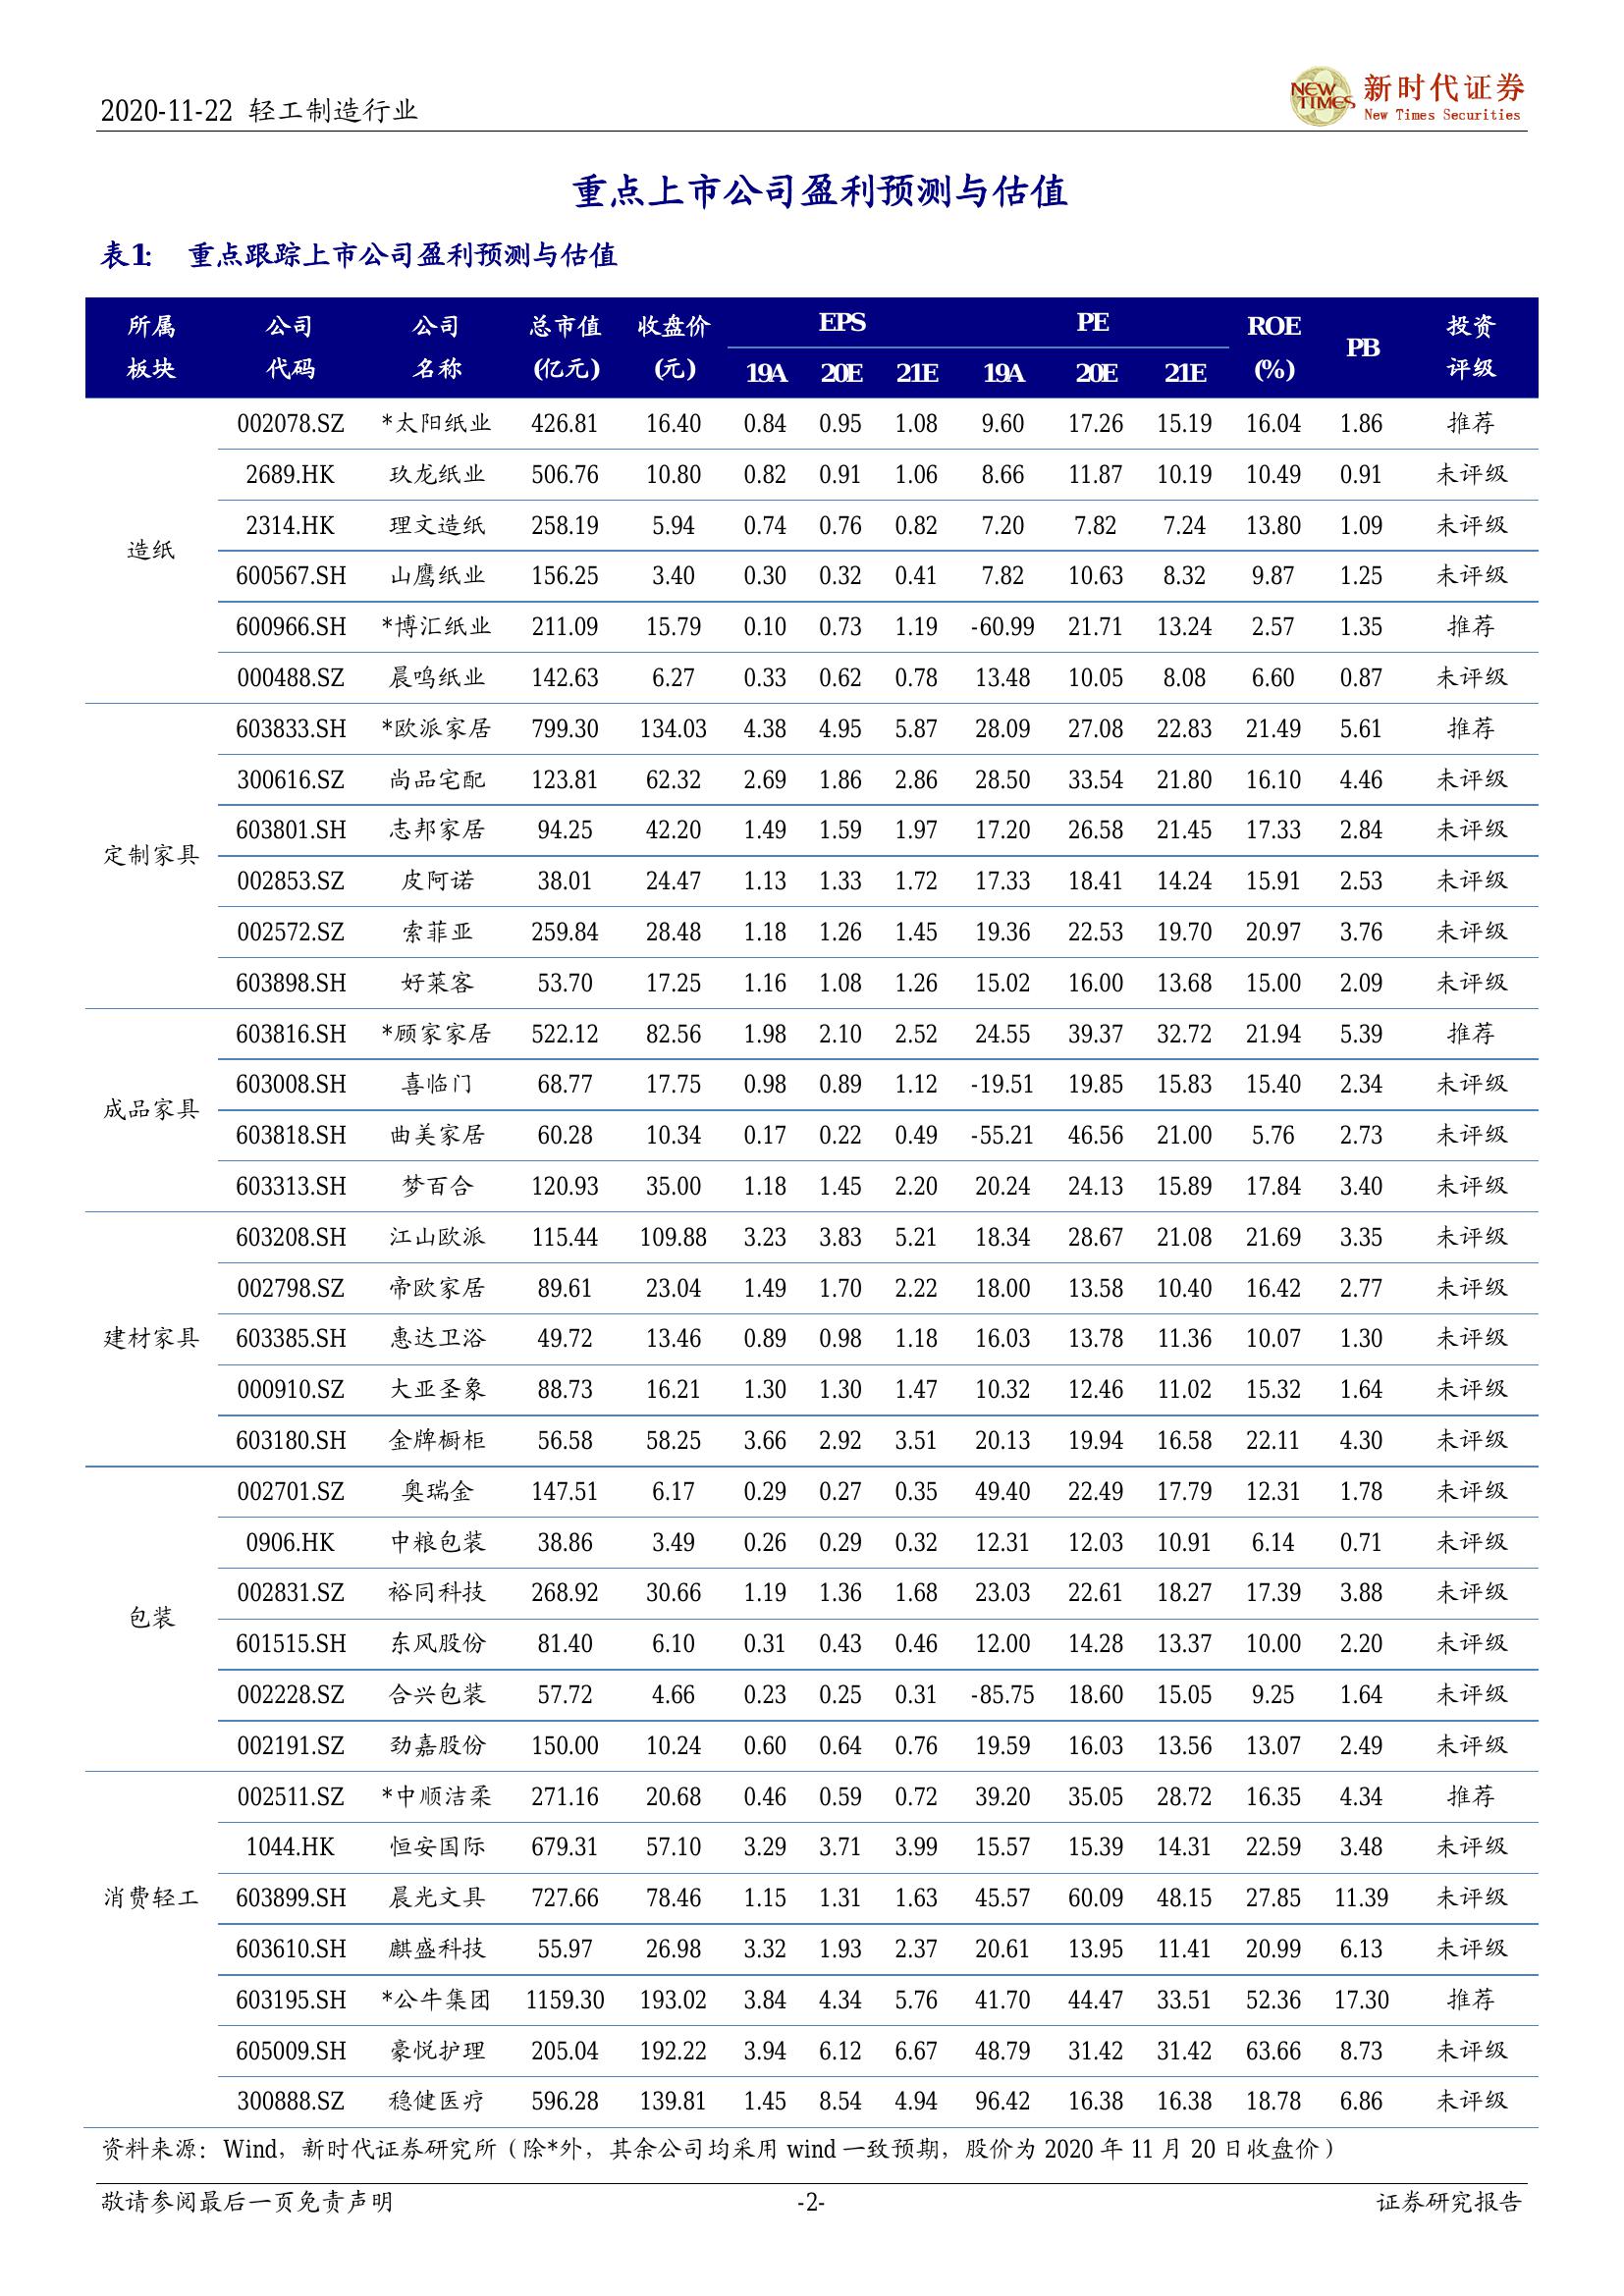 2020-11-22 轻工制造行业
NEW TIMES 新时代证券
New Times Securities
重点上市公司盈利预测与估值
表1: 重点跟踪上市公司盈利预测与估值
所属板块 公司代码 公司名称 总市值(亿元) 收盘价(元) EPS PE ROE(%) PB 投资评级
19A 20E 21E 19A 20E 21E
造纸
002078.SZ *太阳纸业 426.81 16.40 0.84 0.95 1.08 9.60 17.26 15.19 16.04 1.86 推荐
2689.HK 玖龙纸业 506.76 10.80 0.82 0.91 1.06 8.66 11.87 10.19 10.49 0.91 未评级
2314.HK 理文造纸 258.19 5.94 0.74 0.76 0.82 7.20 7.82 7.24 13.80 1.09 未评级
600567.SH 山鹰纸业 156.25 3.40 0.30 0.32 0.41 7.82 10.63 8.32 9.87 1.25 未评级
600966.SH *博汇纸业 211.09 15.79 0.10 0.73 1.19 -60.99 21.71 13.24 2.57 1.35 推荐
000488.SZ 晨鸣纸业 142.63 6.27 0.33 0.62 0.78 13.48 10.05 8.08 6.60 0.87 未评级
定制家具
603833.SH *欧派家居 799.30 134.03 4.38 4.95 5.87 28.09 27.08 22.83 21.49 5.61 推荐
300616.SZ 尚品宅配 123.81 62.32 2.69 1.86 2.86 28.50 33.54 21.80 16.10 4.46 未评级
603801.SH 志邦家居 94.25 42.20 1.49 1.59 1.97 17.20 26.58 21.45 17.33 2.84 未评级
002853.SZ 皮阿诺 38.01 24.47 1.13 1.33 1.72 17.33 18.41 14.24 15.91 2.53 未评级
002572.SZ 索菲亚 259.84 28.48 1.18 1.26 1.45 19.36 22.53 19.70 20.97 3.76 未评级
603898.SH 好莱客 53.70 17.25 1.16 1.08 1.26 15.02 16.00 13.68 15.00 2.09 未评级
成品家具
603816.SH *顾家家居 522.12 82.56 1.98 2.10 2.52 24.55 39.37 32.72 21.94 5.39 推荐
603008.SH 喜临门 68.77 17.75 0.98 0.89 1.12 -19.51 19.85 15.83 15.40 2.34 未评级
603818.SH 曲美家居 60.28 10.34 0.17 0.22 0.49 -55.21 46.56 21.00 5.76 2.73 未评级
603313.SH 梦百合 120.93 35.00 1.18 1.45 2.20 20.24 24.13 15.89 17.84 3.40 未评级
建材家具
603208.SH 江山欧派 115.44 109.88 3.23 3.83 5.21 18.34 28.67 21.08 21.69 3.35 未评级
002798.SZ 帝欧家居 89.61 23.04 1.49 1.70 2.22 18.00 13.58 10.40 16.42 2.77 未评级
603385.SH 惠达卫浴 49.72 13.46 0.89 0.98 1.18 16.03 13.78 11.36 10.07 1.30 未评级
000910.SZ 大亚圣象 88.73 16.21 1.30 1.30 1.47 10.32 12.46 11.02 15.32 1.64 未评级
603180.SH 金牌橱柜 56.58 58.25 3.66 2.92 3.51 20.13 19.94 16.58 22.11 4.30 未评级
包装
002701.SZ 奥瑞金 147.51 6.17 0.29 0.27 0.35 49.40 22.49 17.79 12.31 1.78 未评级
0906.HK 中粮包装 38.86 3.49 0.26 0.29 0.32 12.31 12.03 10.91 6.14 0.71 未评级
002831.SZ 裕同科技 268.92 30.66 1.19 1.36 1.68 23.03 22.61 18.27 17.39 3.88 未评级
601515.SH 东风股份 81.40 6.10 0.31 0.43 0.46 12.00 14.28 13.37 10.00 2.20 未评级
002228.SZ 合兴包装 57.72 4.66 0.23 0.25 0.31 -85.75 18.60 15.05 9.25 1.64 未评级
002191.SZ 劲嘉股份 150.00 10.24 0.60 0.64 0.76 19.59 16.03 13.56 13.07 2.49 未评级
消费轻工
002511.SZ *中顺洁柔 271.16 20.68 0.46 0.59 0.72 39.20 35.05 28.72 16.35 4.34 推荐
1044.HK 恒安国际 679.31 57.10 3.29 3.71 3.99 15.57 15.39 14.31 22.59 3.48 未评级
603899.SH 晨光文具 727.66 78.46 1.15 1.31 1.63 45.57 60.09 48.15 27.85 11.39 未评级
603610.SH 麒盛科技 55.97 26.98 3.32 1.93 2.37 20.61 13.95 11.41 20.99 6.13 未评级
603195.SH *公牛集团 1159.30 193.02 3.84 4.34 5.76 41.70 44.47 33.51 52.36 17.30 推荐
605009.SH 豪悦护理 205.04 192.22 3.94 6.12 6.67 48.79 31.42 31.42 63.66 8.73 未评级
300888.SZ 稳健医疗 596.28 139.81 1.45 8.54 4.94 96.42 16.38 16.38 18.78 6.86 未评级
资料来源：Wind，新时代证券研究所（除*外，其余公司均采用 wind 一致预期，股价为 2020 年 11 月 20 日收盘价）
敬请参阅最后一页免责声明 -2- 证券研究报告